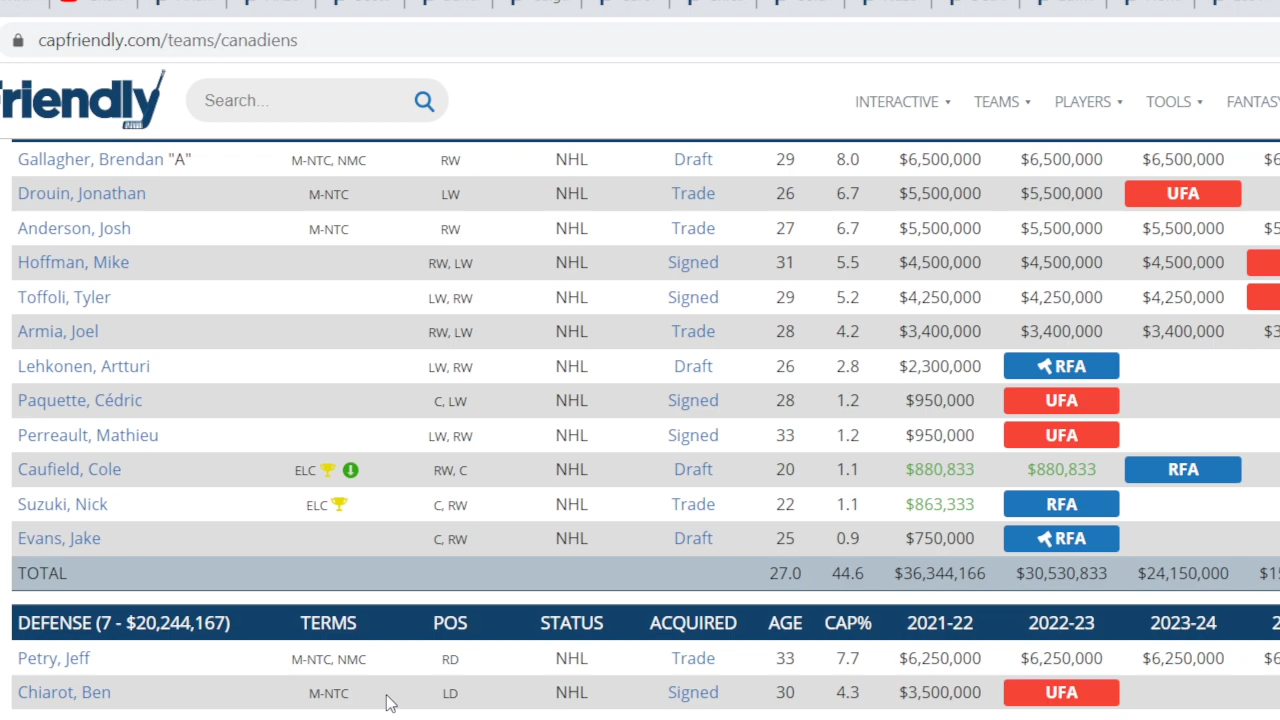 capfriendly.com/teams/canadiens
friendly Search... INTERACTIVE ▾ TEAMS ▾ PLAYERS ▾ TOOLS ▾ FANTASY
Gallagher, Brendan "A" M-NTC, NMC RW NHL Draft 29 8.0 $6,500,000 $6,500,000 $6,500,000 $6
Drouin, Jonathan M-NTC LW NHL Trade 26 6.7 $5,500,000 $5,500,000 UFA
Anderson, Josh M-NTC RW NHL Trade 27 6.7 $5,500,000 $5,500,000 $5,500,000 $5
Hoffman, Mike RW, LW NHL Signed 31 5.5 $4,500,000 $4,500,000 $4,500,000
Toffoli, Tyler LW, RW NHL Signed 29 5.2 $4,250,000 $4,250,000 $4,250,000
Armia, Joel RW, LW NHL Trade 28 4.2 $3,400,000 $3,400,000 $3,400,000 $3
Lehkonen, Artturi LW, RW NHL Draft 26 2.8 $2,300,000 RFA
Paquette, Cédric C, LW NHL Signed 28 1.2 $950,000 UFA
Perreault, Mathieu LW, RW NHL Signed 33 1.2 $950,000 UFA
Caufield, Cole ELC RW, C NHL Draft 20 1.1 $880,833 $880,833 RFA
Suzuki, Nick ELC C, RW NHL Trade 22 1.1 $863,333 RFA
Evans, Jake C, RW NHL Draft 25 0.9 $750,000 RFA
TOTAL 27.0 44.6 $36,344,166 $30,530,833 $24,150,000 $15
DEFENSE (7 - $20,244,167) TERMS POS STATUS ACQUIRED AGE CAP% 2021-22 2022-23 2023-24 2
Petry, Jeff M-NTC, NMC RD NHL Trade 33 7.7 $6,250,000 $6,250,000 $6,250,000 $6
Chiarot, Ben M-NTC LD NHL Signed 30 4.3 $3,500,000 UFA